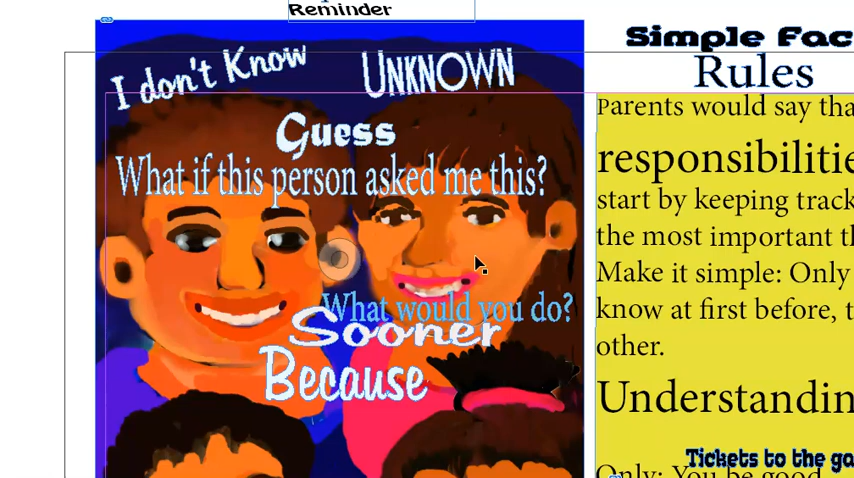 Reminder
I don't Know
UNKNOWN
Guess
What if this person asked me this?
What would you do?
Sooner
Because
Simple Fac
Rules
Parents would say tha
responsibilitie
start by keeping track
the most important th
Make it simple: Only
know at first before, t
other.
Understandin
Tickets to the ga
Only: You be good